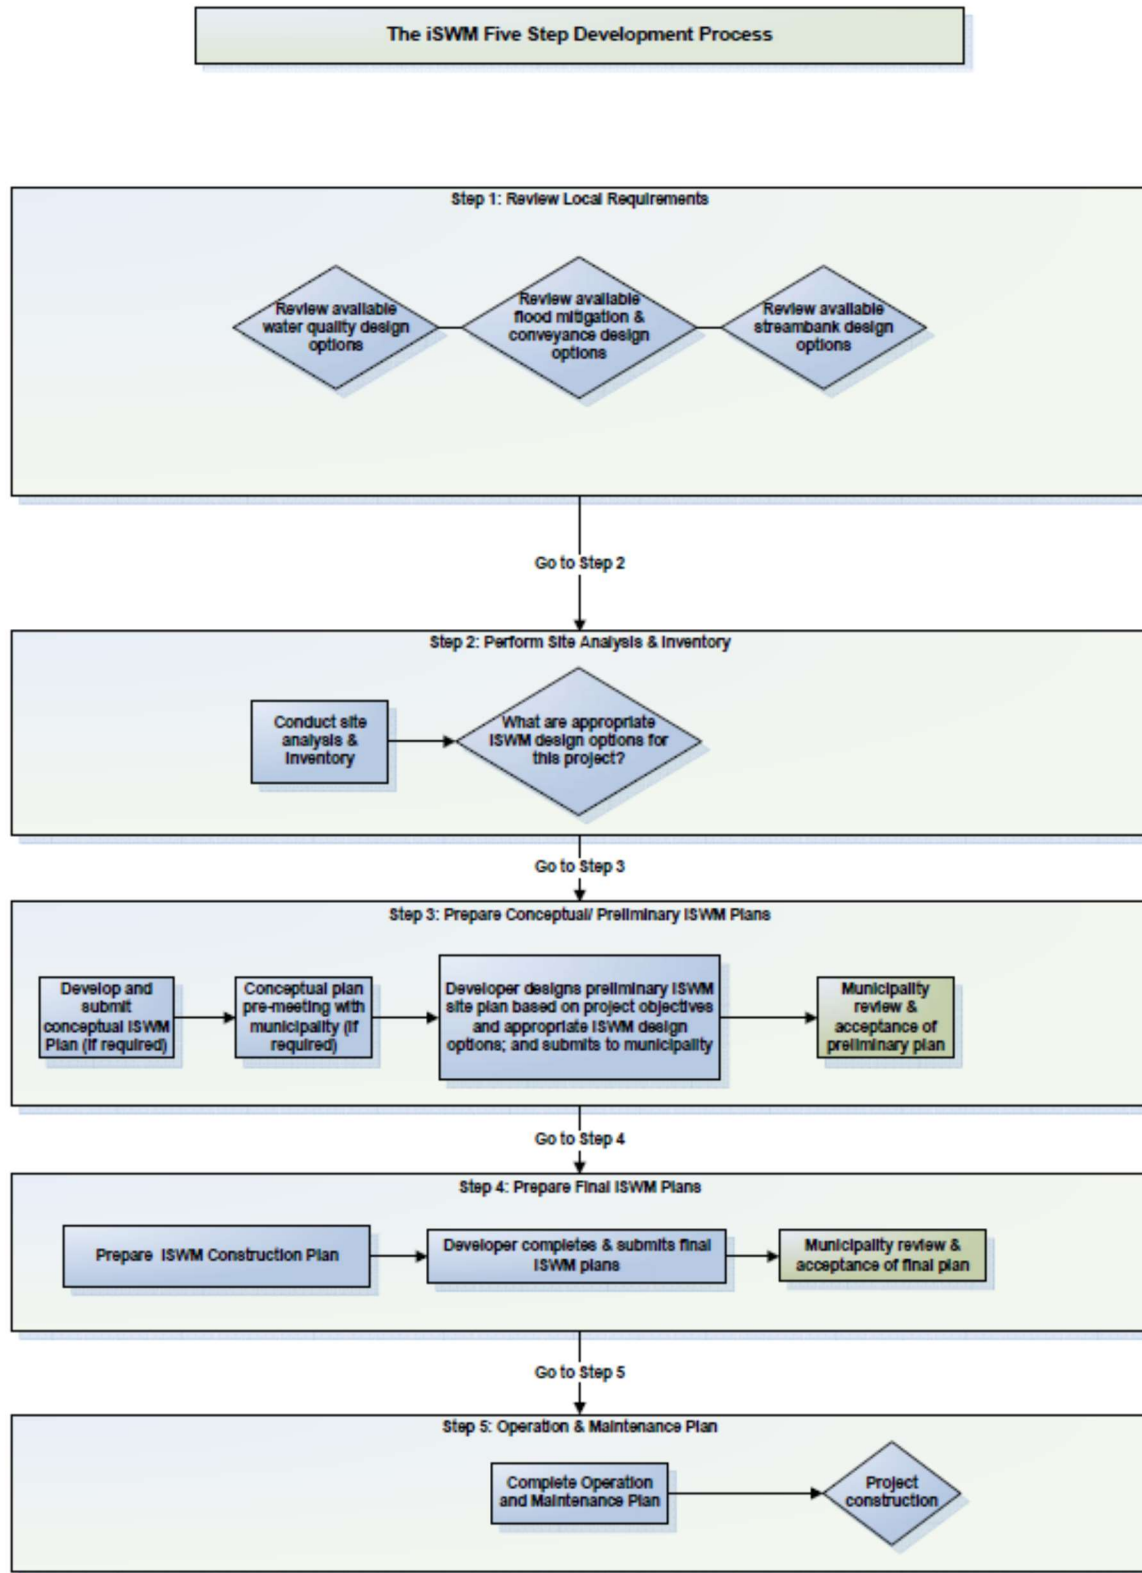 The iSWM Five Step Development Process
Step 1: Review Local Requirements
Review available
water quality design
options
Review available
flood mitigation &
conveyance design
options
Review available
streambank design
options
Go to Step 2
Step 2: Perform Site Analysis & Inventory
Conduct site
analysis &
Inventory
What are appropriate
iSWM design options for
this project?
Go to Step 3
Step 3: Prepare Conceptual/ Preliminary iSWM Plans
Develop and
submit
conceptual iSWM
Plan (if required)
Conceptual plan
pre-meeting with
municipality (if
required)
Developer designs preliminary iSWM
site plan based on project objectives
and appropriate iSWM design
options; and submits to municipality
Municipality
review &
acceptance of
preliminary plan
Go to Step 4
Step 4: Prepare Final iSWM Plans
Prepare iSWM Construction Plan
Developer completes & submits final
iSWM plans
Municipality review &
acceptance of final plan
Go to Step 5
Step 5: Operation & Maintenance Plan
Complete Operation
and Maintenance Plan
Project
construction